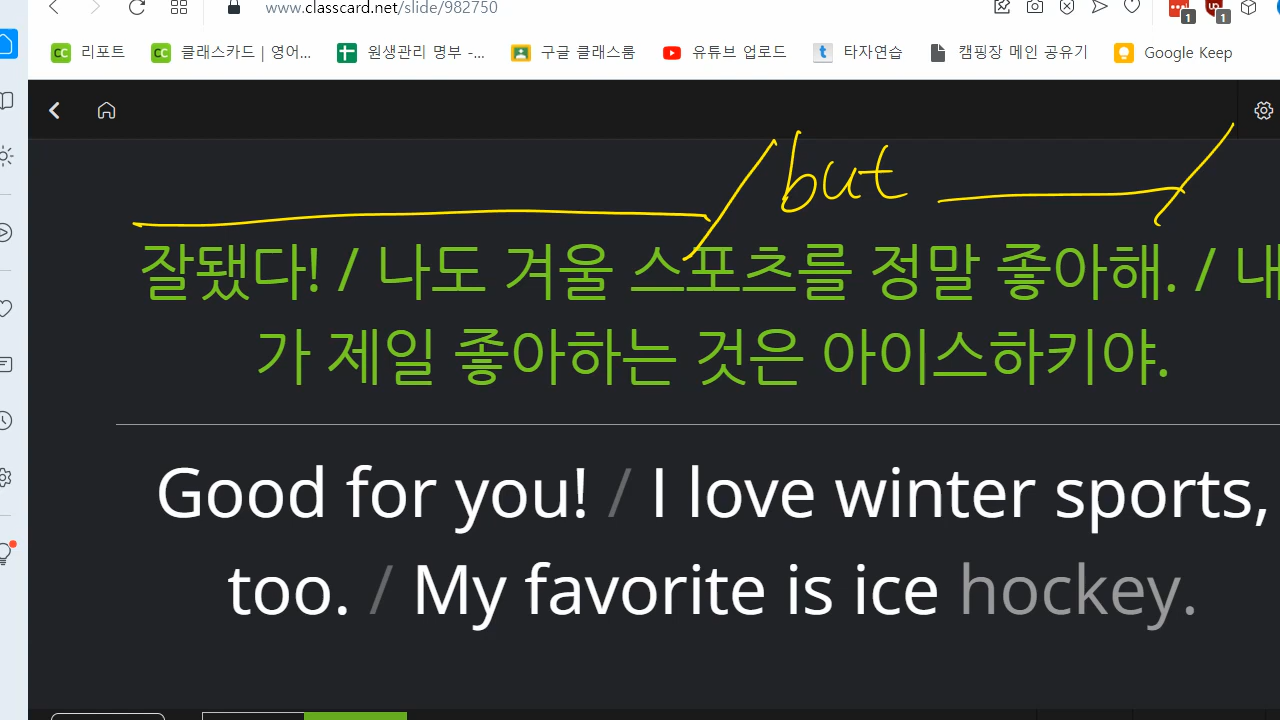 www.classcard.net/slide/982750
1 1
리포트 클래스카드 | 영어... 원생관리 명부 -... 구글 클래스룸 유튜브 업로드 타자연습 캠핑장 메인 공유기 Google Keep
but
잘됐다! / 나도 겨울 스포츠를 정말 좋아해. / 내
가 제일 좋아하는 것은 아이스하키야.
Good for you! / I love winter sports,
too. / My favorite is ice hockey.